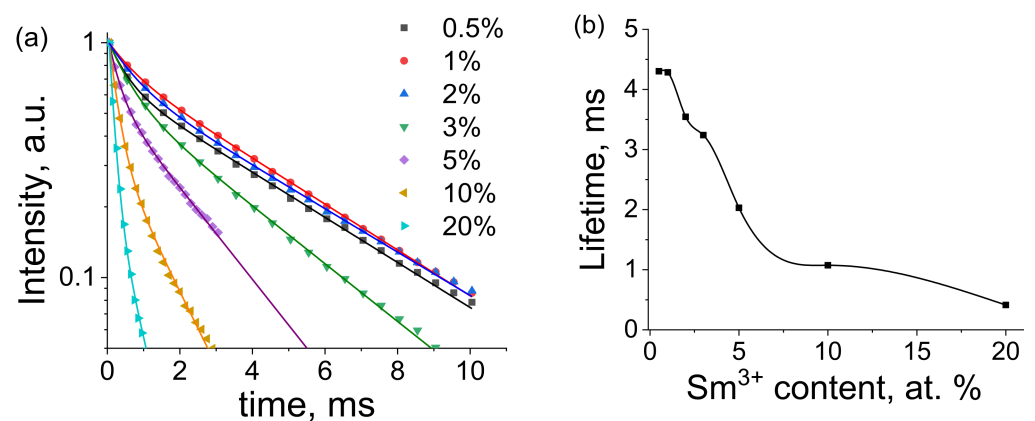 (a)
Intensity, a.u.
1
0.1
0 2 4 6 8 10
time, ms
0.5%
1%
2%
3%
5%
10%
20%
(b)
Lifetime, ms
5
4
3
2
1
0
0 5 10 15 20
Sm³⁺ content, at. %